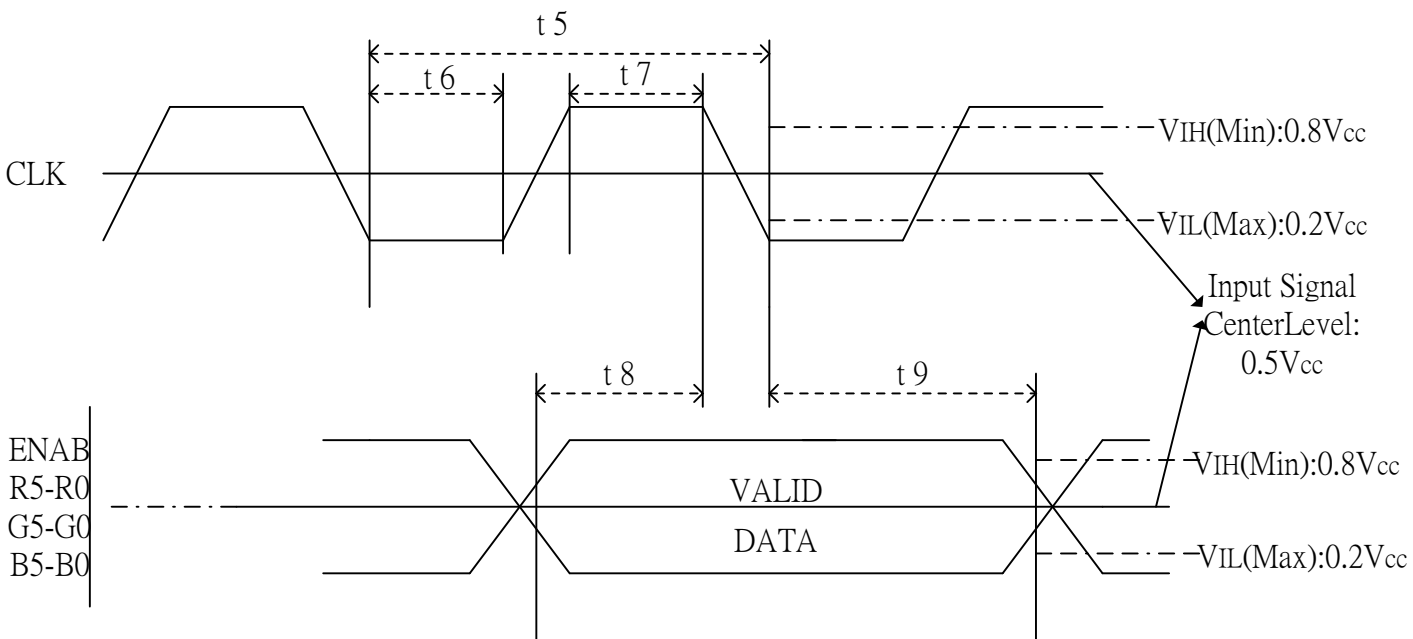 t 5
t 6
t 7
VIH(Min):0.8Vcc
CLK
VIL(Max):0.2Vcc
Input Signal
CenterLevel:
0.5Vcc
t 8
t 9
ENAB
R5-R0
G5-G0
B5-B0
VALID
DATA
VIH(Min):0.8Vcc
VIL(Max):0.2Vcc